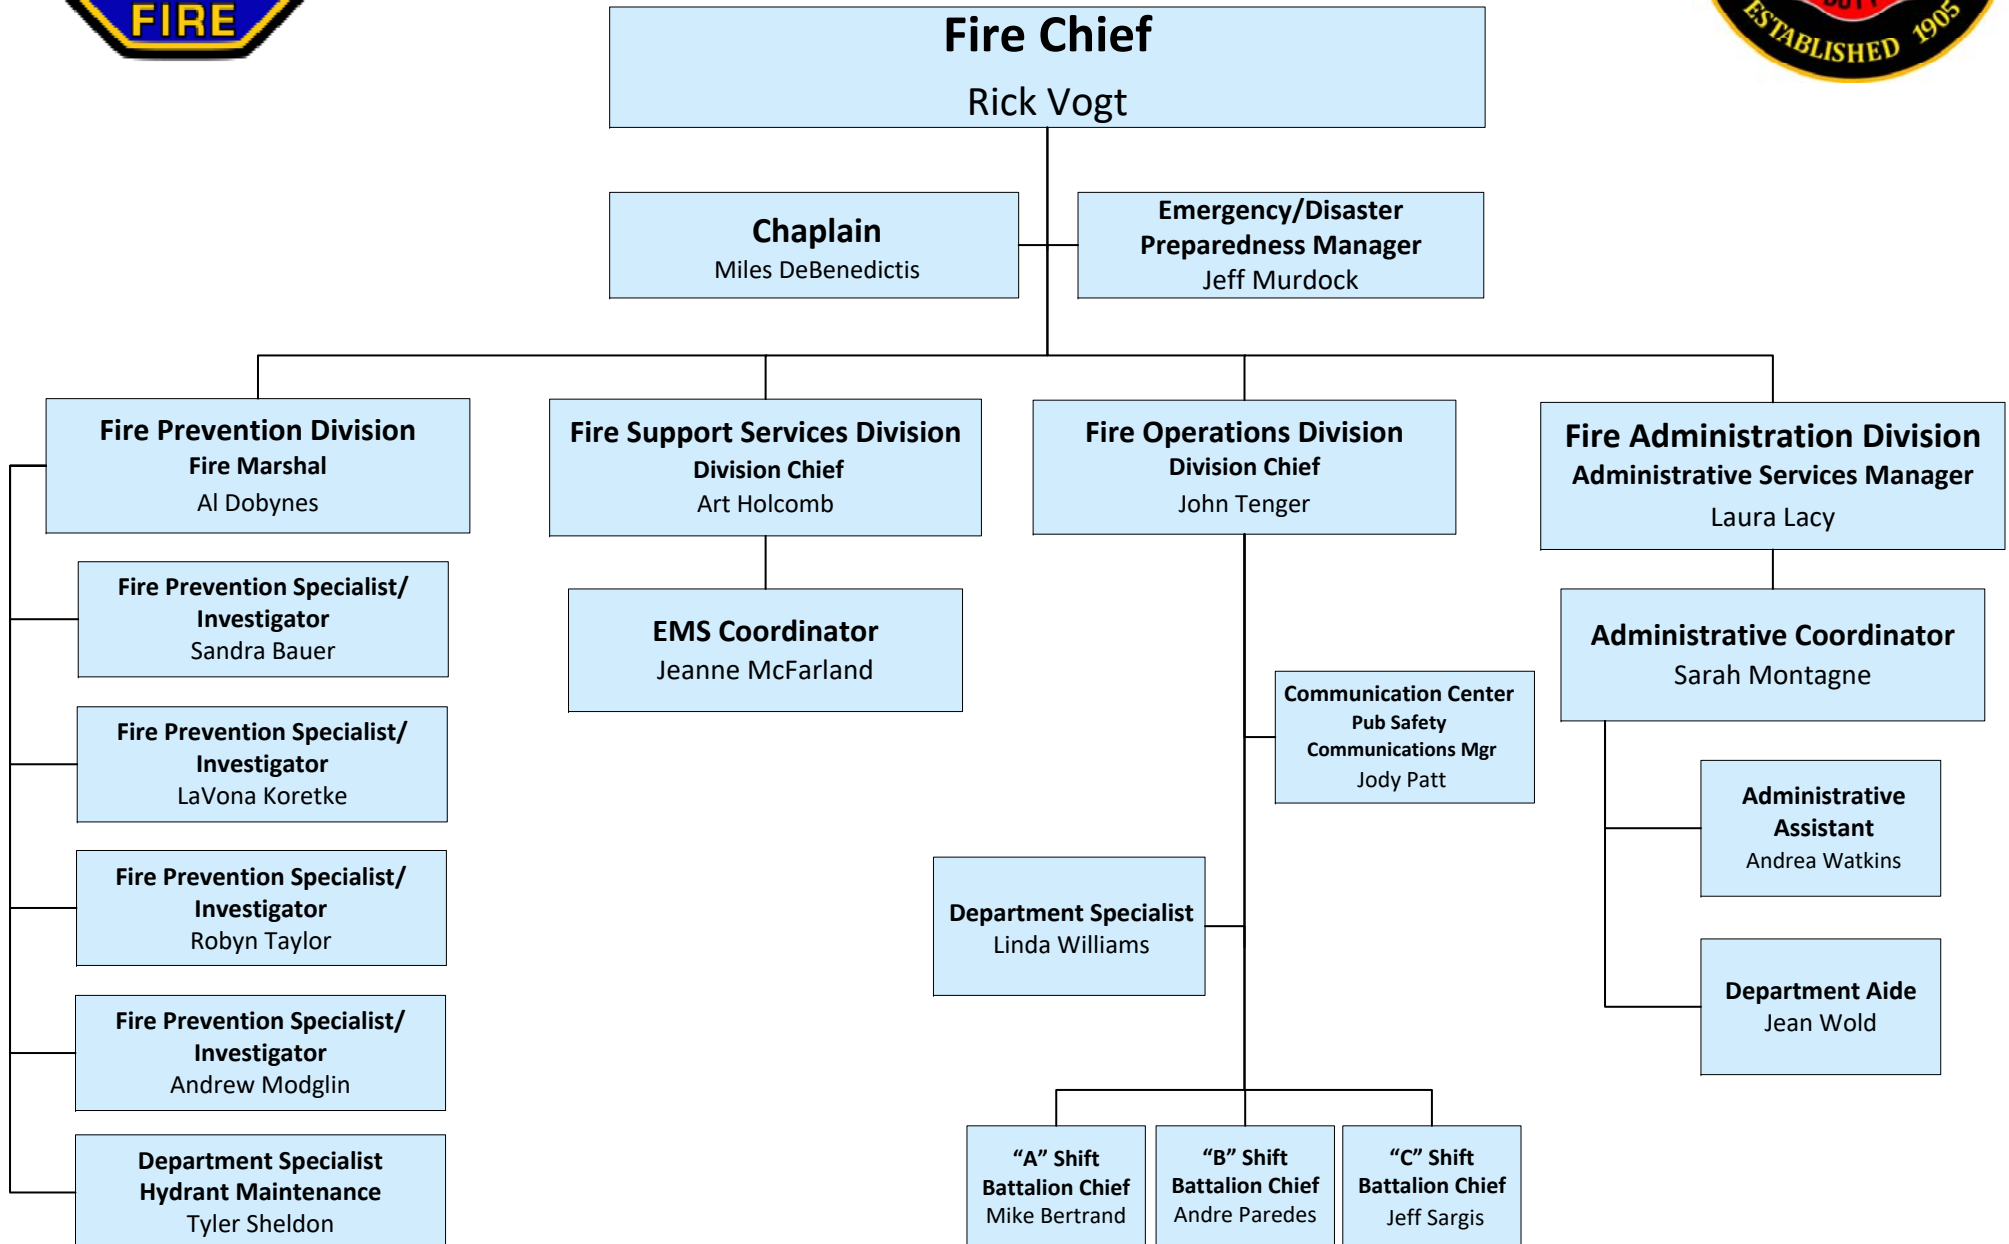 FIRE
DUTY
ESTABLISHED 1905
Fire Chief
Rick Vogt
Chaplain
Miles DeBenedictis
Emergency/Disaster
Preparedness Manager
Jeff Murdock
Fire Prevention Division
Fire Marshal
Al Dobynes
Fire Support Services Division
Division Chief
Art Holcomb
Fire Operations Division
Division Chief
John Tenger
Fire Administration Division
Administrative Services Manager
Laura Lacy
Fire Prevention Specialist/
Investigator
Sandra Bauer
Fire Prevention Specialist/
Investigator
LaVona Koretke
Fire Prevention Specialist/
Investigator
Robyn Taylor
Fire Prevention Specialist/
Investigator
Andrew Modglin
Department Specialist
Hydrant Maintenance
Tyler Sheldon
EMS Coordinator
Jeanne McFarland
Communication Center
Pub Safety
Communications Mgr
Jody Patt
Department Specialist
Linda Williams
"A" Shift
Battalion Chief
Mike Bertrand
"B" Shift
Battalion Chief
Andre Paredes
"C" Shift
Battalion Chief
Jeff Sargis
Administrative Coordinator
Sarah Montagne
Administrative
Assistant
Andrea Watkins
Department Aide
Jean Wold